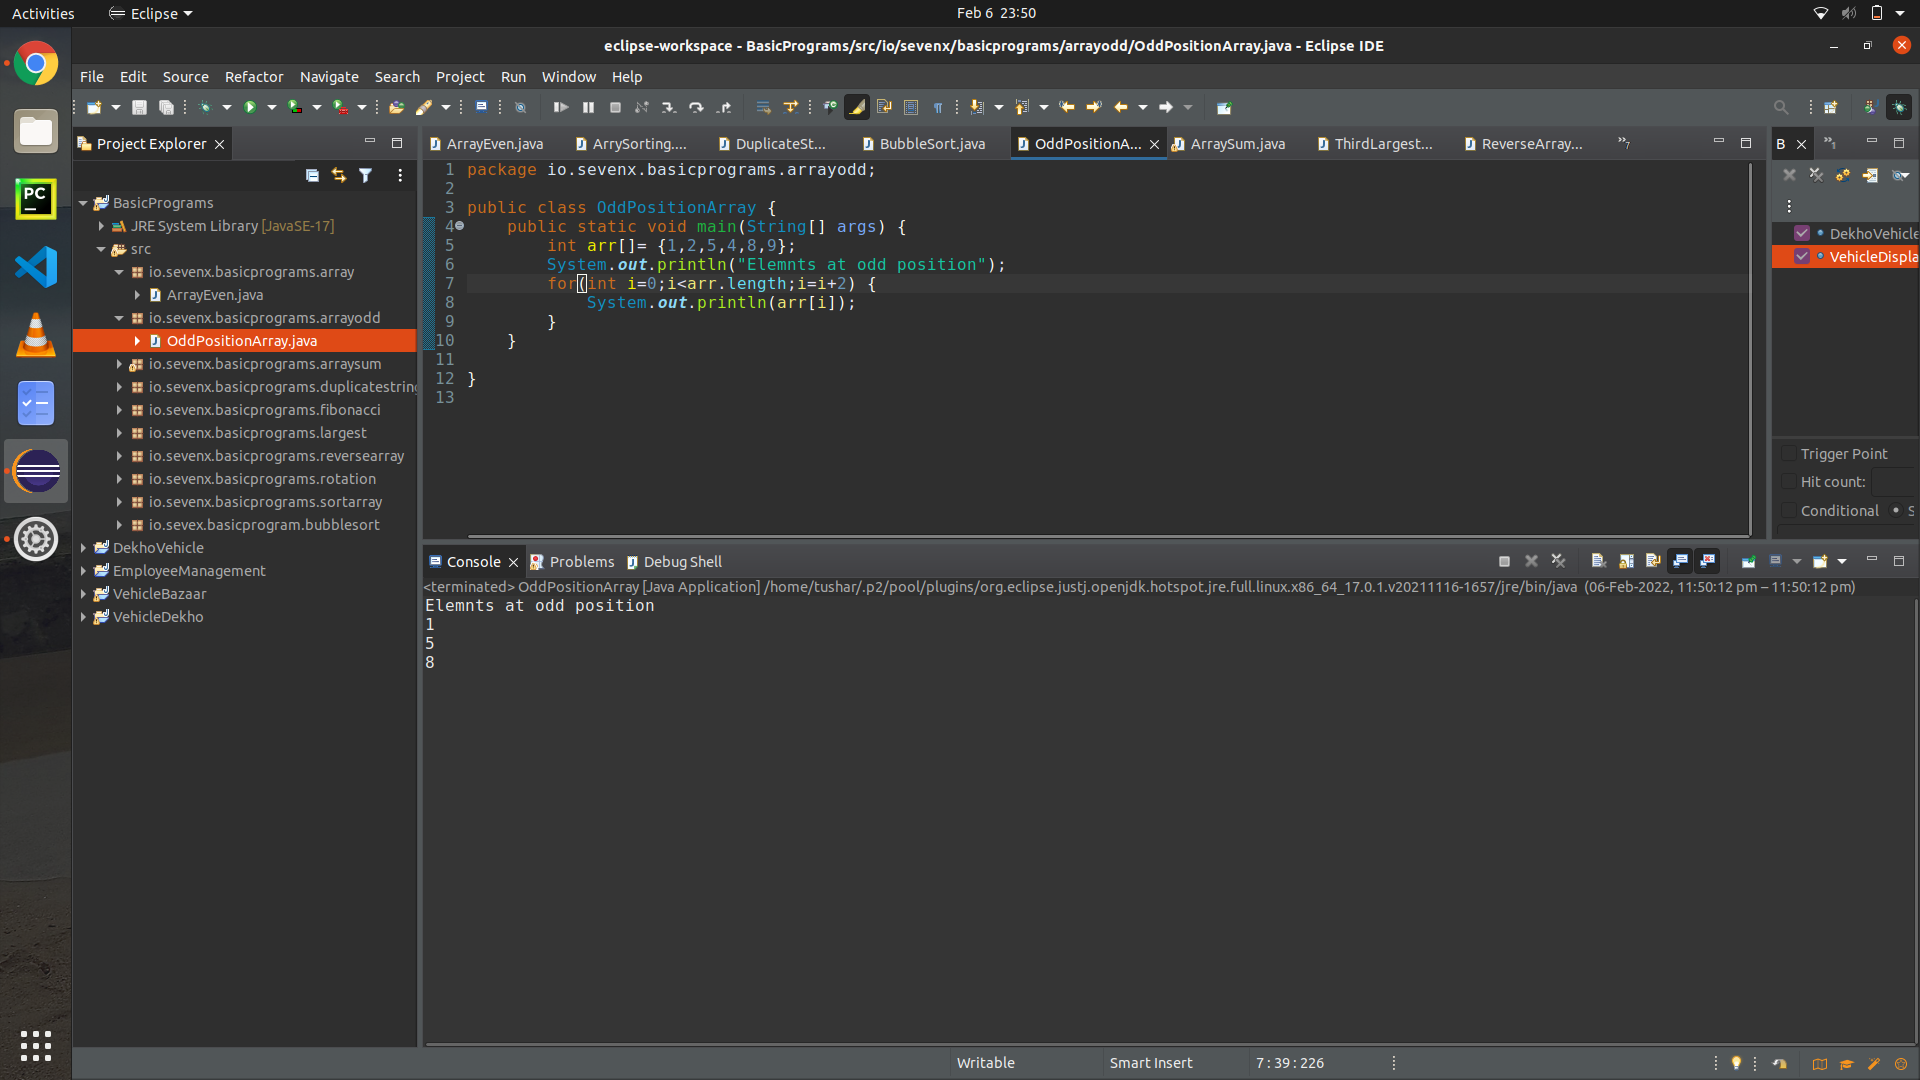 Activities
Eclipse
Feb 6 23:50
eclipse-workspace - BasicPrograms/src/io/sevenx/basicprograms/arrayodd/OddPositionArray.java - Eclipse IDE
File Edit Source Refactor Navigate Search Project Run Window Help
Project Explorer
ArrayEven.java ArrySorting.... DuplicateSt... BubbleSort.java OddPositionA... ArraySum.java ThirdLargest... ReverseArray... »7
B »1
BasicPrograms
JRE System Library [JavaSE-17]
src
io.sevenx.basicprograms.array
ArrayEven.java
io.sevenx.basicprograms.arrayodd
OddPositionArray.java
io.sevenx.basicprograms.arraysum
io.sevenx.basicprograms.duplicatestring
io.sevenx.basicprograms.fibonacci
io.sevenx.basicprograms.largest
io.sevenx.basicprograms.reversearray
io.sevenx.basicprograms.rotation
io.sevenx.basicprograms.sortarray
io.sevex.basicprogram.bubblesort
DekhoVehicle
EmployeeManagement
VehicleBazaar
VehicleDekho
PC
1 package io.sevenx.basicprograms.arrayodd;
2
3 public class OddPositionArray {
4 public static void main(String[] args) {
5 int arr[]= {1,2,5,4,8,9};
6 System.out.println("Elemnts at odd position");
7 for(int i=0;i<arr.length;i=i+2) {
8 System.out.println(arr[i]);
9 }
10 }
11
12 }
13
DekhoVehicle
VehicleDispla
Trigger Point
Hit count:
Conditional S
Console Problems Debug Shell
<terminated> OddPositionArray [Java Application] /home/tushar/.p2/pool/plugins/org.eclipse.justj.openjdk.hotspot.jre.full.linux.x86_64_17.0.1.v20211116-1657/jre/bin/java (06-Feb-2022, 11:50:12 pm – 11:50:12 pm)
Elemnts at odd position
1
5
8
Writable
Smart Insert
7 : 39 : 226